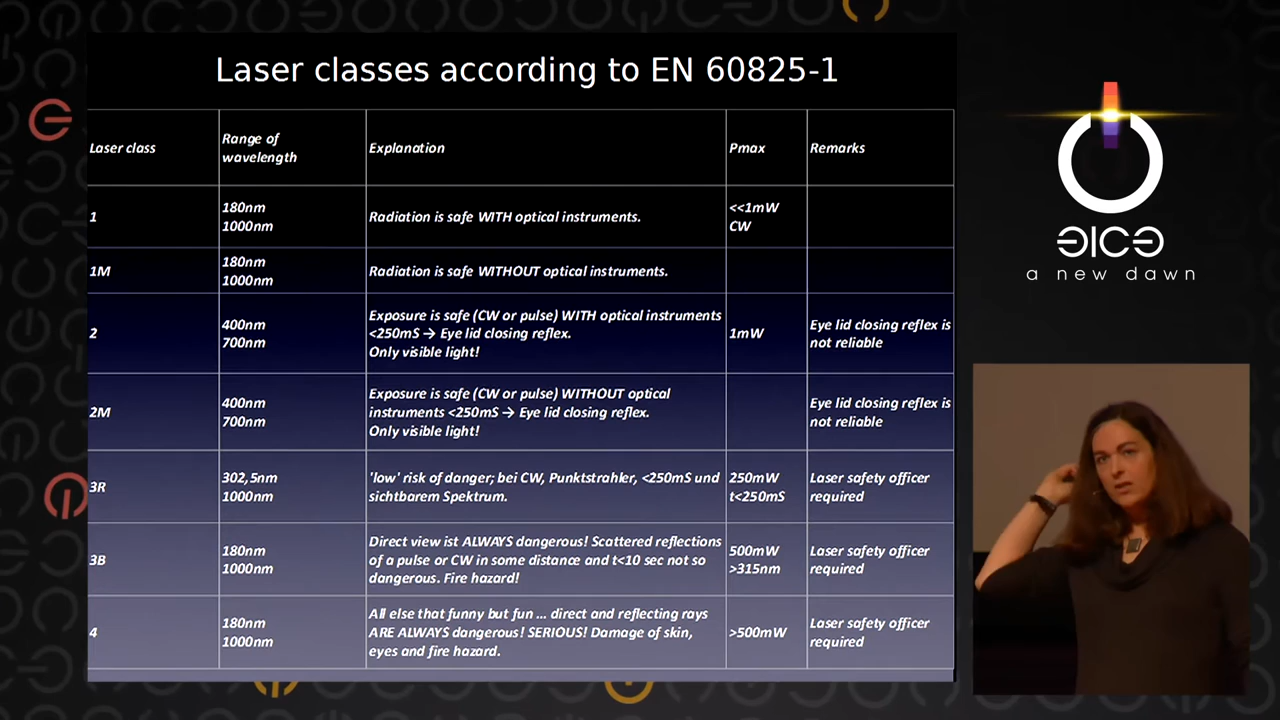 Laser classes according to EN 60825-1
Laser class
Range of
wavelength
Explanation
Pmax
Remarks
1
180nm
1000nm
Radiation is safe WITH optical instruments.
<<1mW
CW
1M
180nm
1000nm
Radiation is safe WITHOUT optical instruments.
2
400nm
700nm
Exposure is safe (CW or pulse) WITH optical instruments
<250mS → Eye lid closing reflex.
Only visible light!
1mW
Eye lid closing reflex is
not reliable
2M
400nm
700nm
Exposure is safe (CW or pulse) WITHOUT optical
instruments <250mS → Eye lid closing reflex.
Only visible light!
Eye lid closing reflex is
not reliable
3R
302,5nm
1000nm
'low' risk of danger; bei CW, Punktstrahler, <250mS und
sichtbarem Spektrum.
250mW
t<250mS
Laser safety officer
required
3B
180nm
1000nm
Direct view ist ALWAYS dangerous! Scattered reflections
of a pulse or CW in some distance and t<10 sec not so
dangerous. Fire hazard!
500mW
>315nm
Laser safety officer
required
4
180nm
1000nm
All else that funny but fun ... direct and reflecting rays
ARE ALWAYS dangerous! SERIOUS! Damage of skin,
eyes and fire hazard.
>500mW
Laser safety officer
required
a new dawn